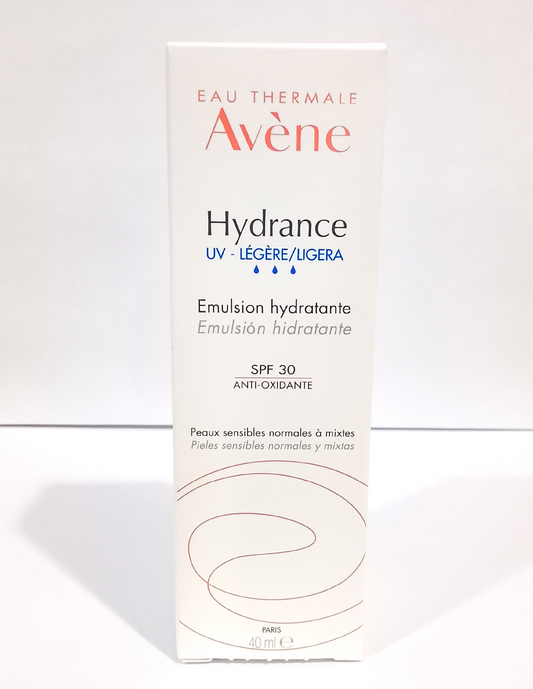 EAU THERMALE
Avène
Hydrance
UV - LÉGÈRE/LIGERA
Emulsion hydratante
Emulsión hidratante
SPF 30
ANTI-OXIDANTE
Peaux sensibles normales à mixtes
Pieles sensibles normales y mixtas
PARIS
40 ml ℮